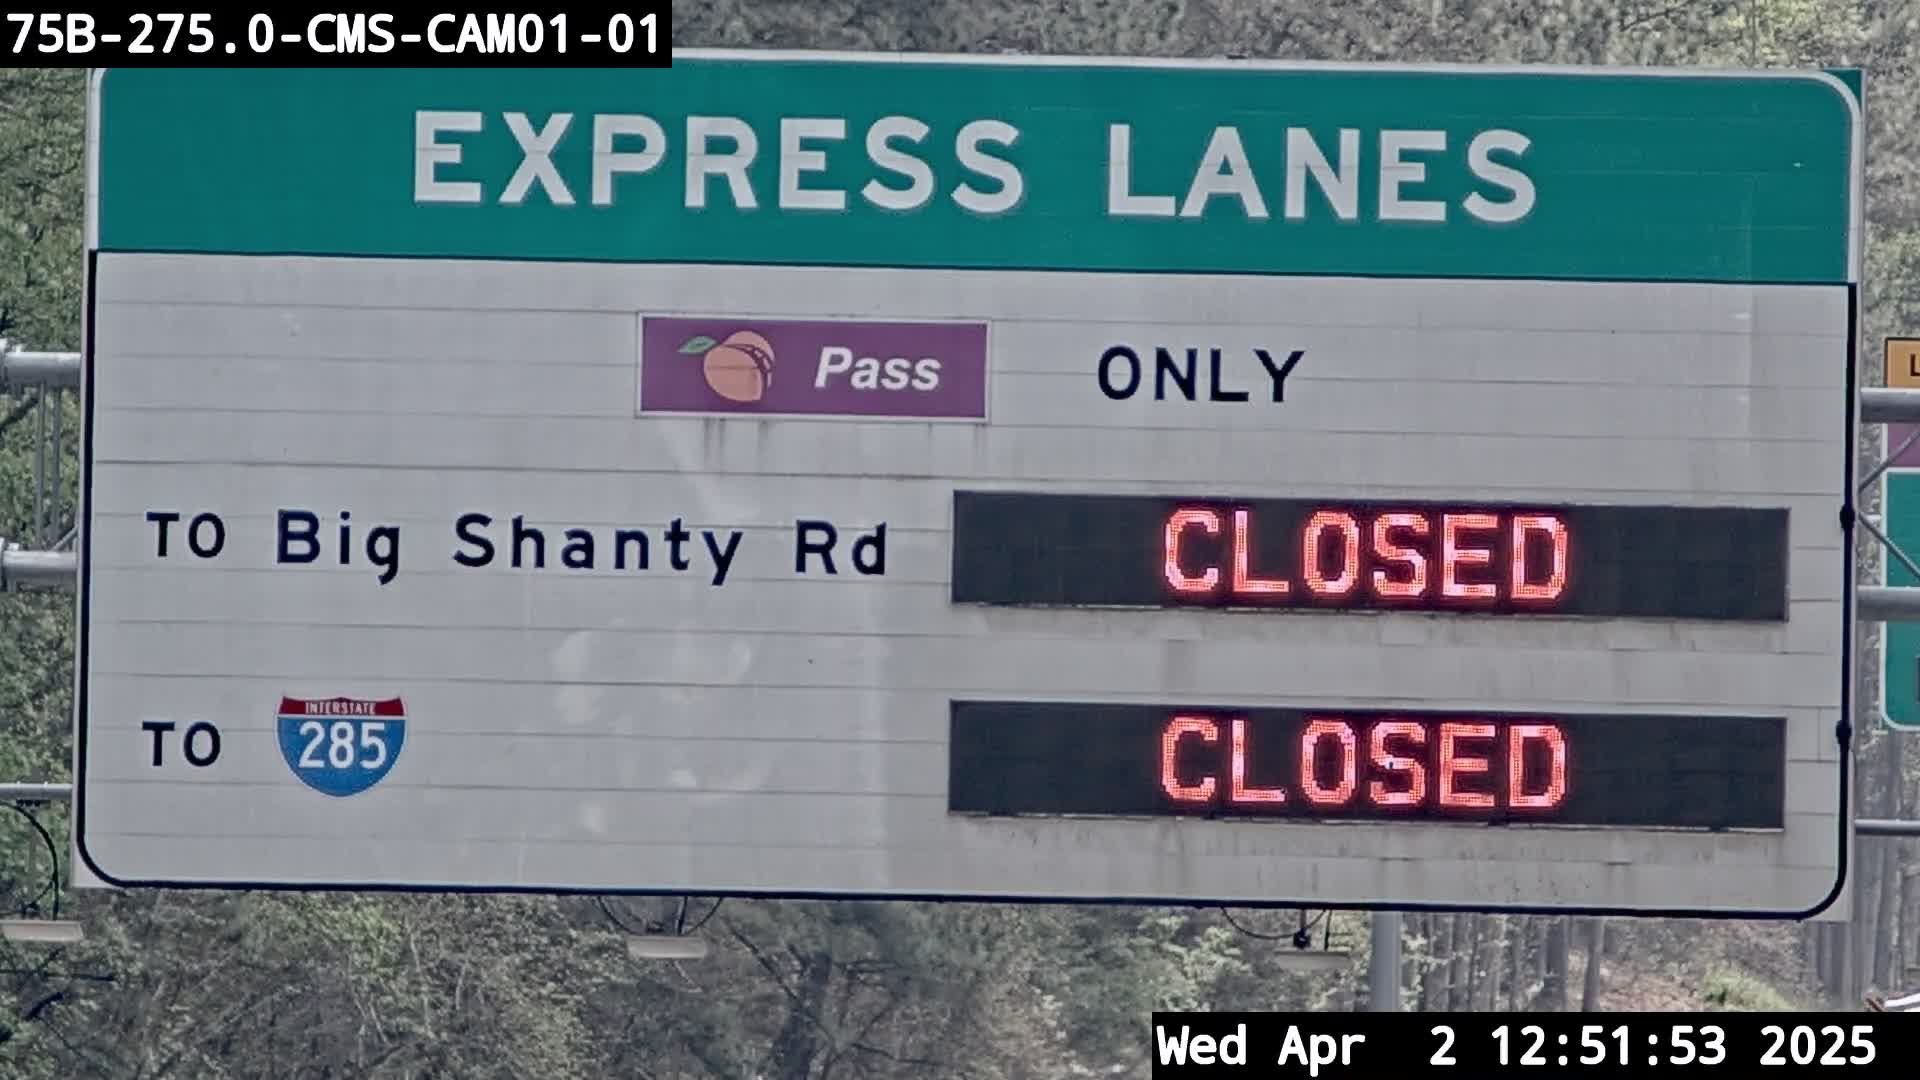 75B-275.0-CMS-CAM01-01
EXPRESS LANES
Pass ONLY
TO Big Shanty Rd CLOSED
TO INTERSTATE 285 CLOSED
Wed Apr 2 12:51:53 2025